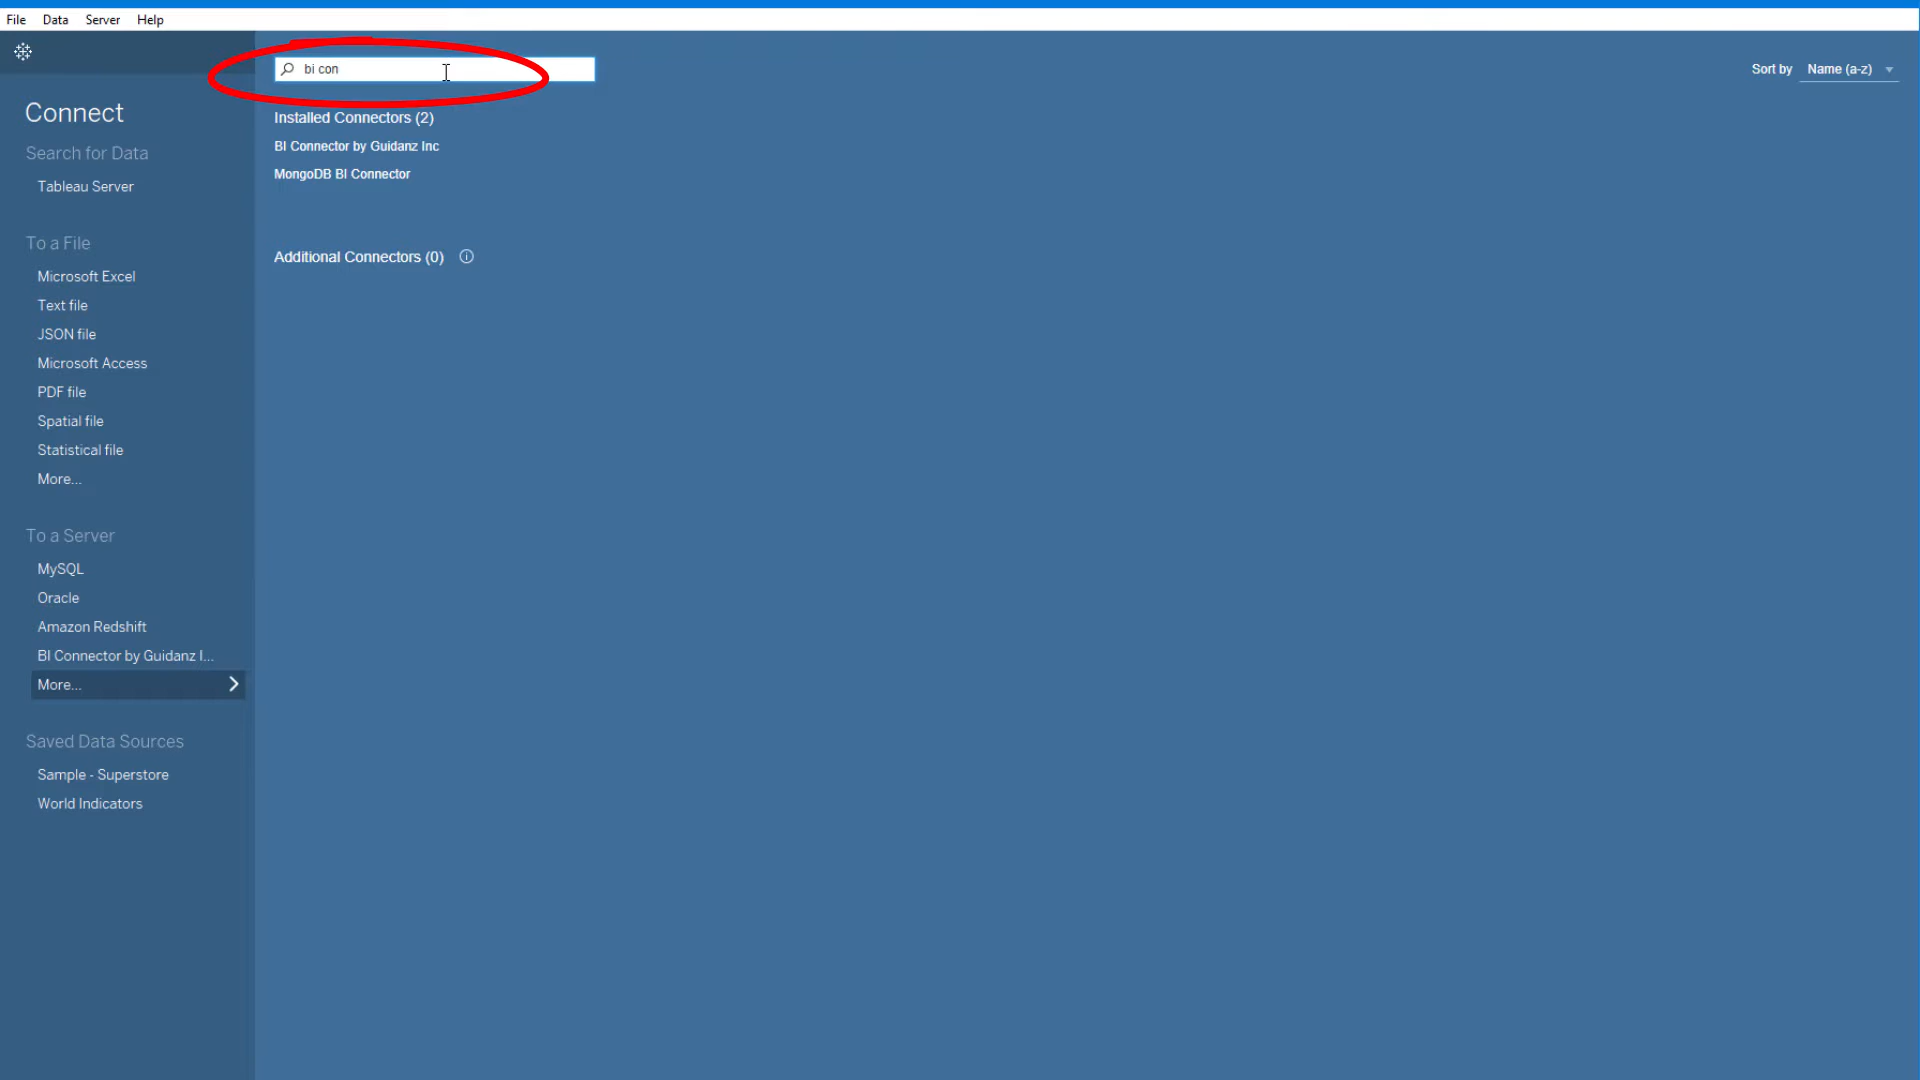 File Data Server Help
bi con
Sort by Name (a-z)
Connect
Search for Data
Tableau Server
To a File
Microsoft Excel
Text file
JSON file
Microsoft Access
PDF file
Spatial file
Statistical file
More...
To a Server
MySQL
Oracle
Amazon Redshift
BI Connector by Guidanz I...
More...
Saved Data Sources
Sample - Superstore
World Indicators
Installed Connectors (2)
BI Connector by Guidanz Inc
MongoDB BI Connector
Additional Connectors (0)